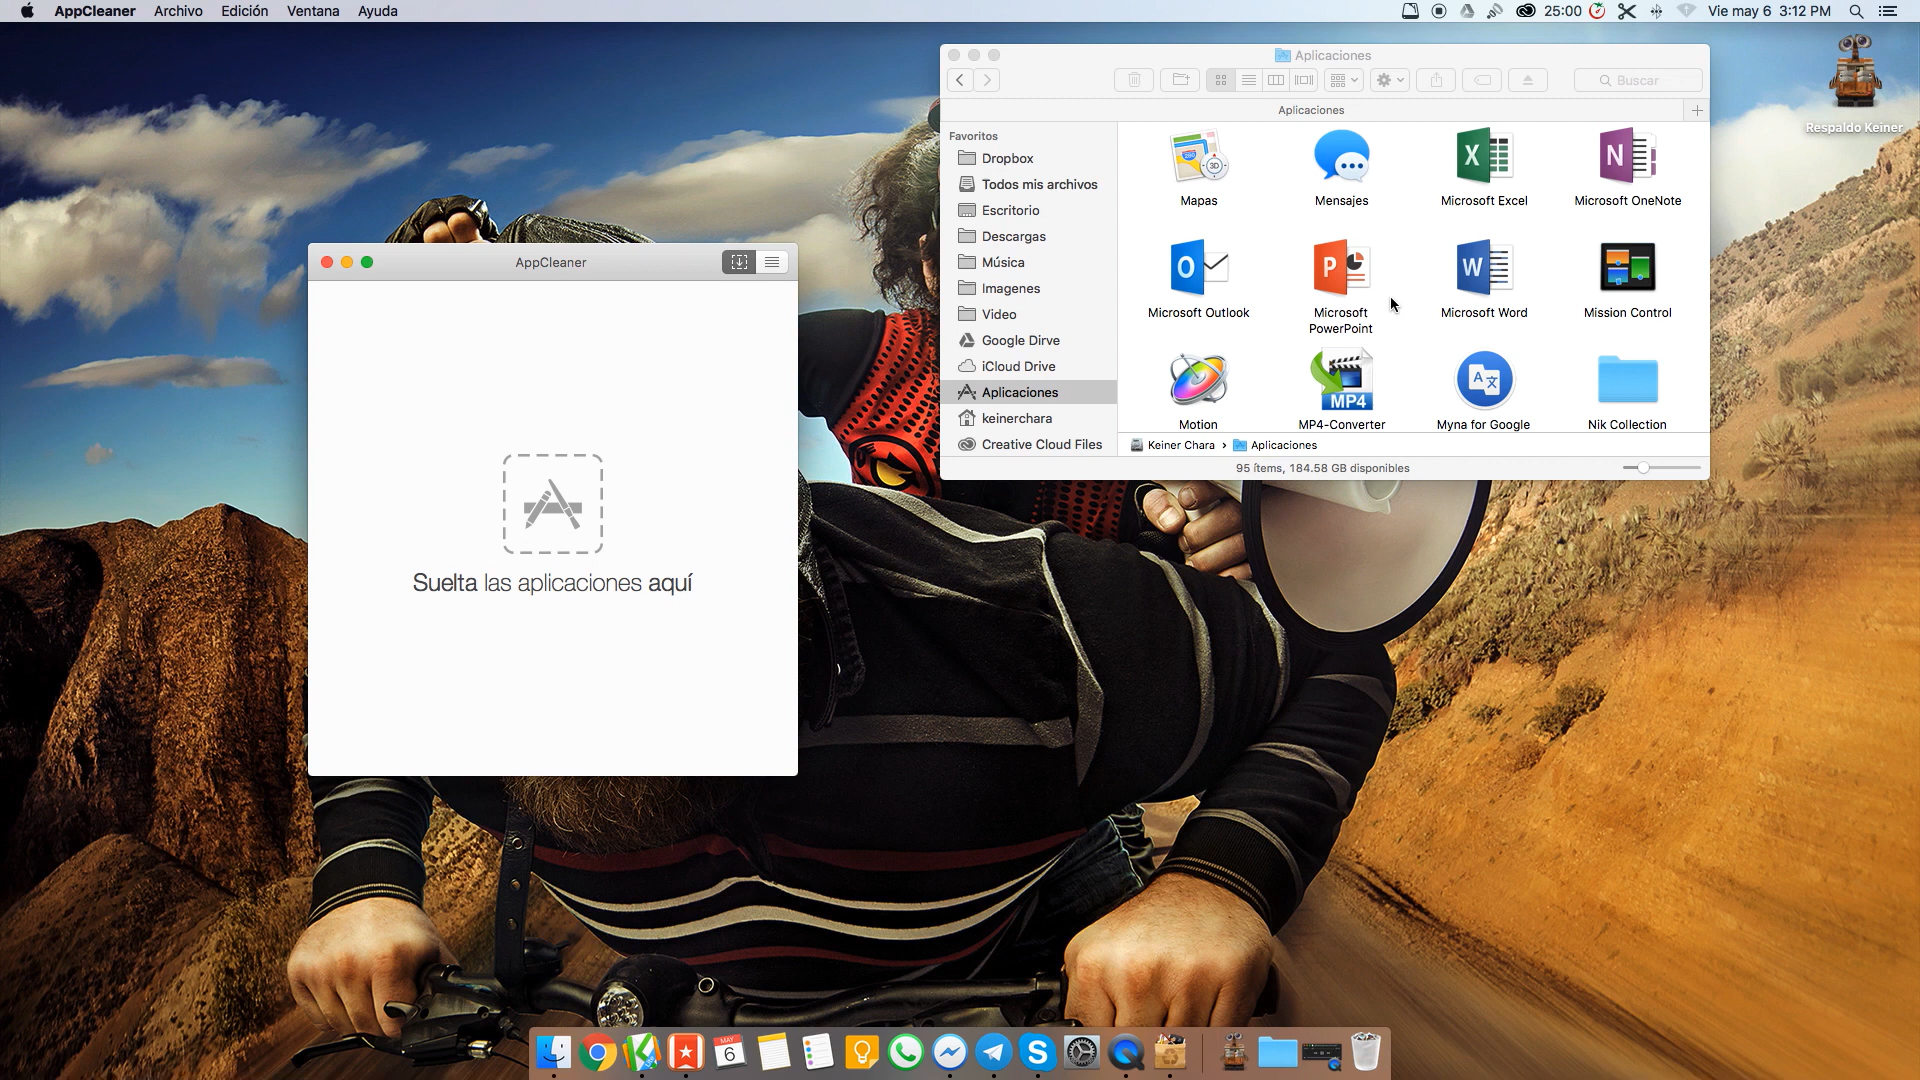 AppCleaner Archivo Edición Ventana Ayuda
25:00 Vie may 6 3:12 PM
Respaldo Keiner
Aplicaciones
Buscar
Aplicaciones
Favoritos
Dropbox
Todos mis archivos
Escritorio
Descargas
Música
Imagenes
Video
Google Dirve
iCloud Drive
Aplicaciones
keinerchara
Creative Cloud Files
Mapas
Mensajes
Microsoft Excel
Microsoft OneNote
Microsoft Outlook
Microsoft
PowerPoint
Microsoft Word
Mission Control
Motion
MP4
MP4-Converter
Myna for Google
Nik Collection
Keiner Chara › Aplicaciones
95 ítems, 184.58 GB disponibles
AppCleaner
Suelta las aplicaciones aquí
MAY
6